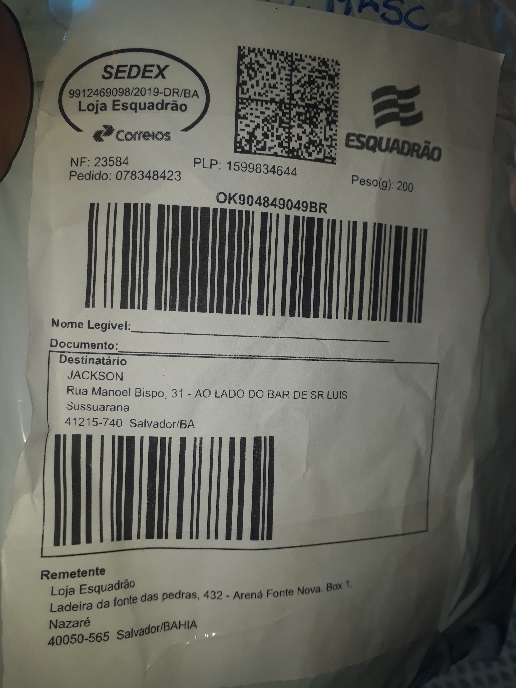 SEDEX
9912469098/2019-DR/BA
Loja Esquadrão
Correios
ESQUADRÃO
NF: 23584
PLP: 1599834644
Peso(g): 200
Pedido: 078348423
OK904849049BR
Nome Legível:
Documento:
Destinatário
JACKSON
Rua Manoel Bispo, 31 - AO LADO DO BAR DE SR LUIS
Sussuarana
41215-740 Salvador/BA
Remetente
Loja Esquadrão
Ladeira da fonte das pedras, 432 - Arena Fonte Nova. Box 1.
Nazaré
40050-565 Salvador/BAHIA